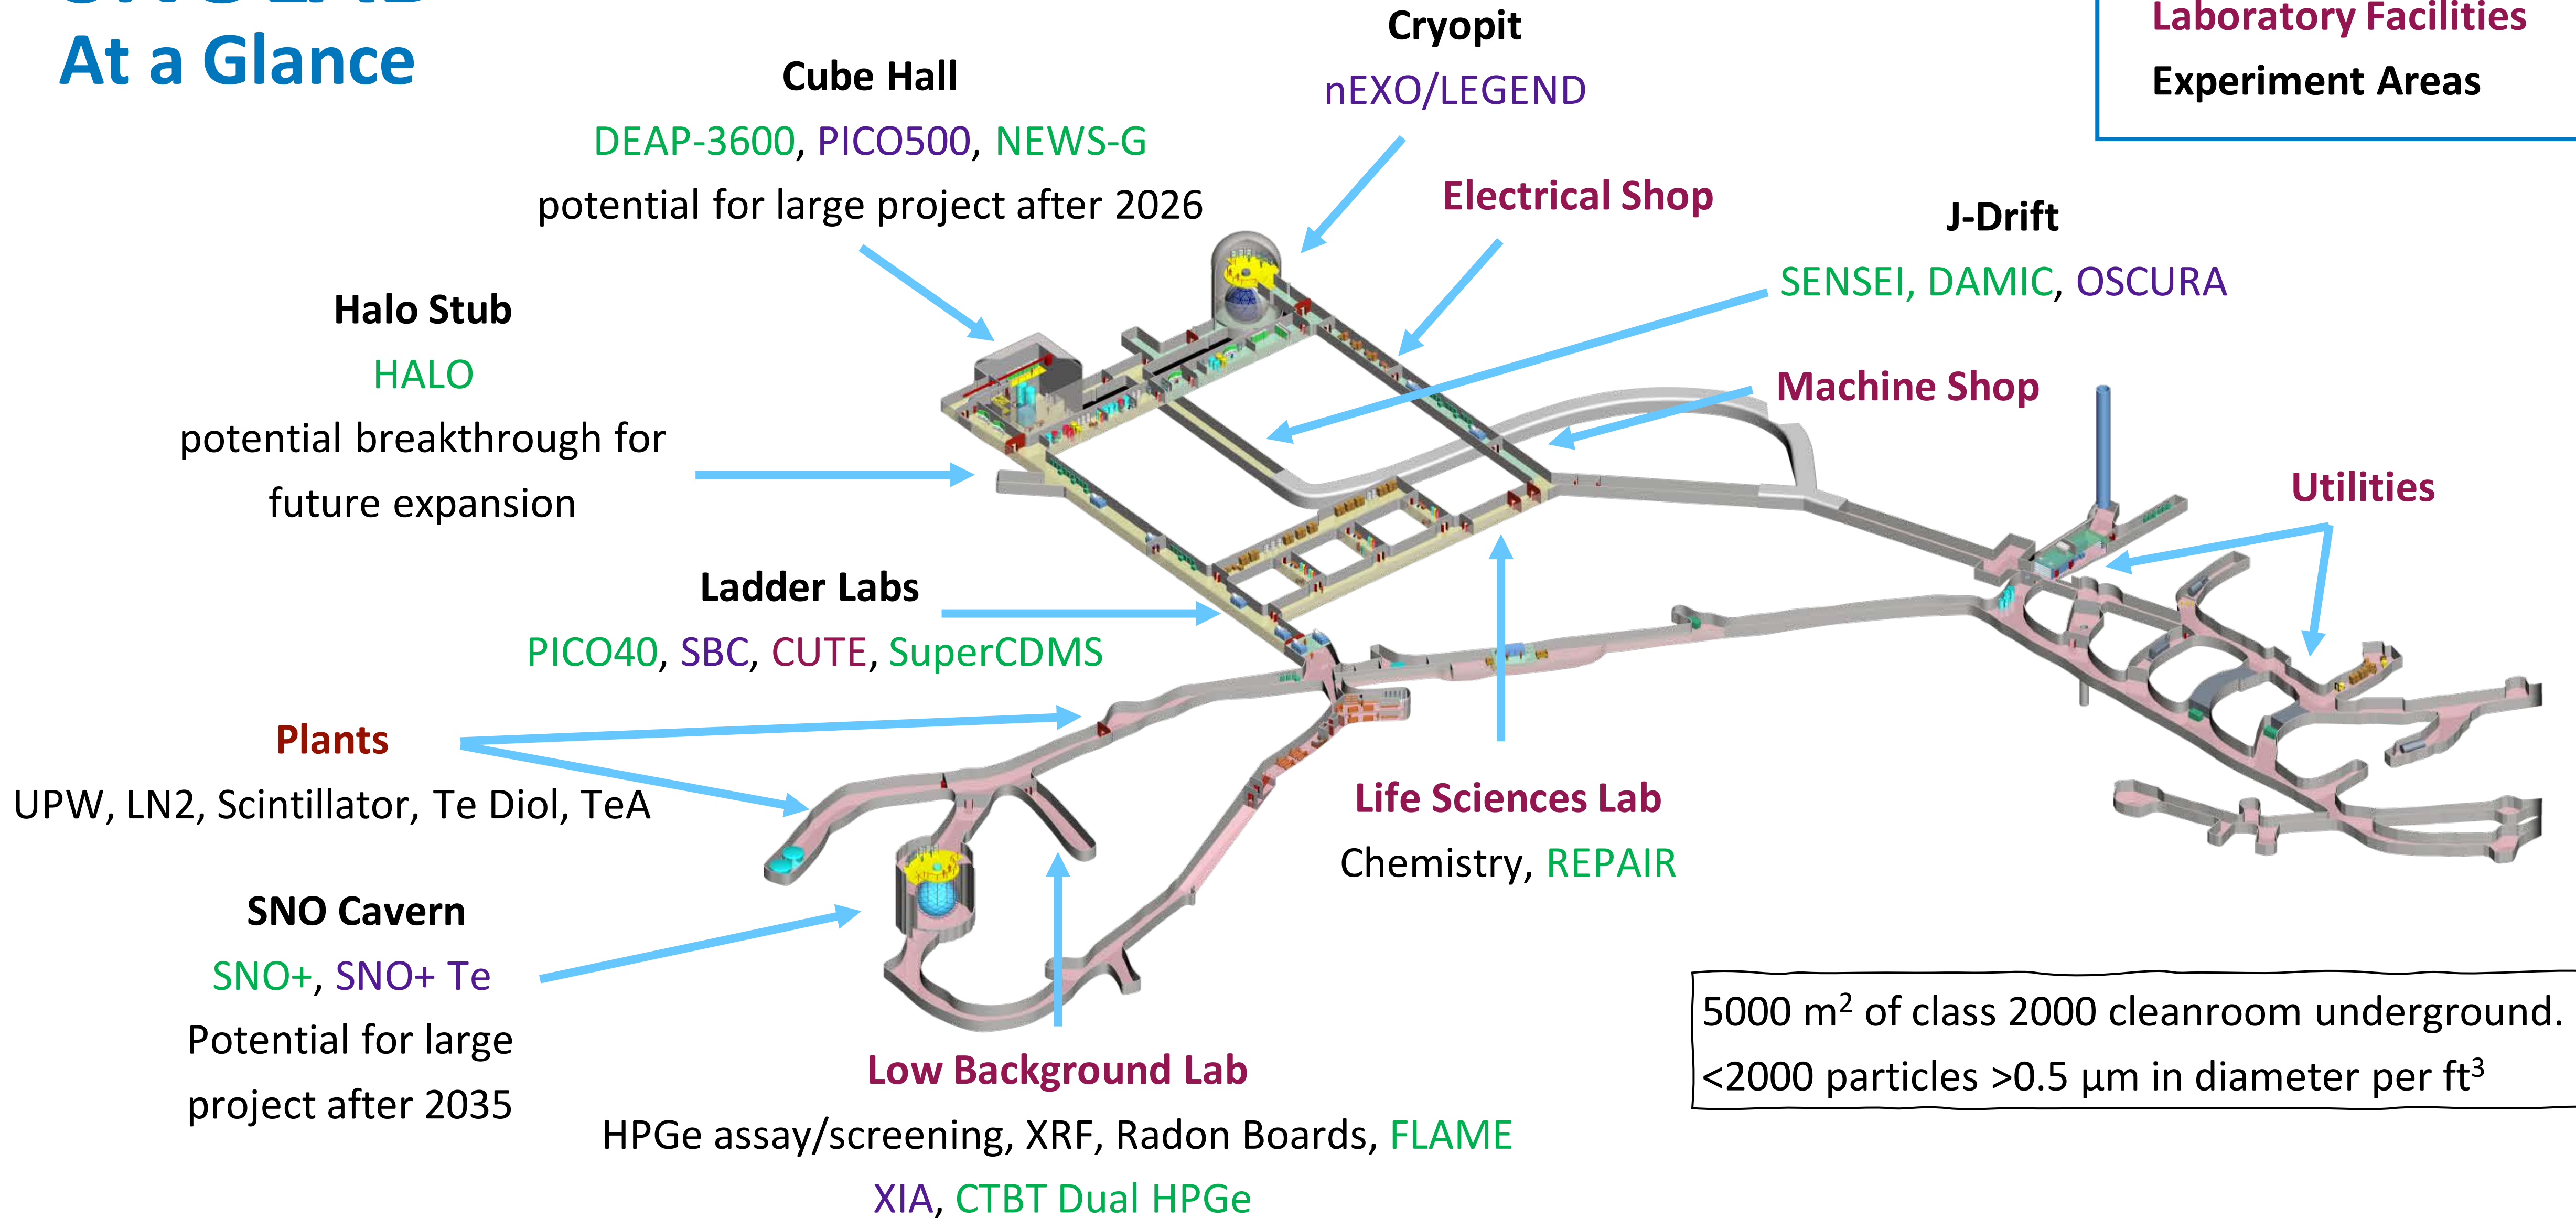 At a Glance
Laboratory Facilities
Experiment Areas
Cryopit
nEXO/LEGEND
Cube Hall
DEAP-3600, PICO500, NEWS-G
potential for large project after 2026
Electrical Shop
J-Drift
SENSEI, DAMIC, OSCURA
Halo Stub
HALO
potential breakthrough for
future expansion
Machine Shop
Utilities
Ladder Labs
PICO40, SBC, CUTE, SuperCDMS
Plants
UPW, LN2, Scintillator, Te Diol, TeA
Life Sciences Lab
Chemistry, REPAIR
SNO Cavern
SNO+, SNO+ Te
Potential for large
project after 2035
Low Background Lab
HPGe assay/screening, XRF, Radon Boards, FLAME
XIA, CTBT Dual HPGe
5000 m² of class 2000 cleanroom underground.
<2000 particles >0.5 µm in diameter per ft³